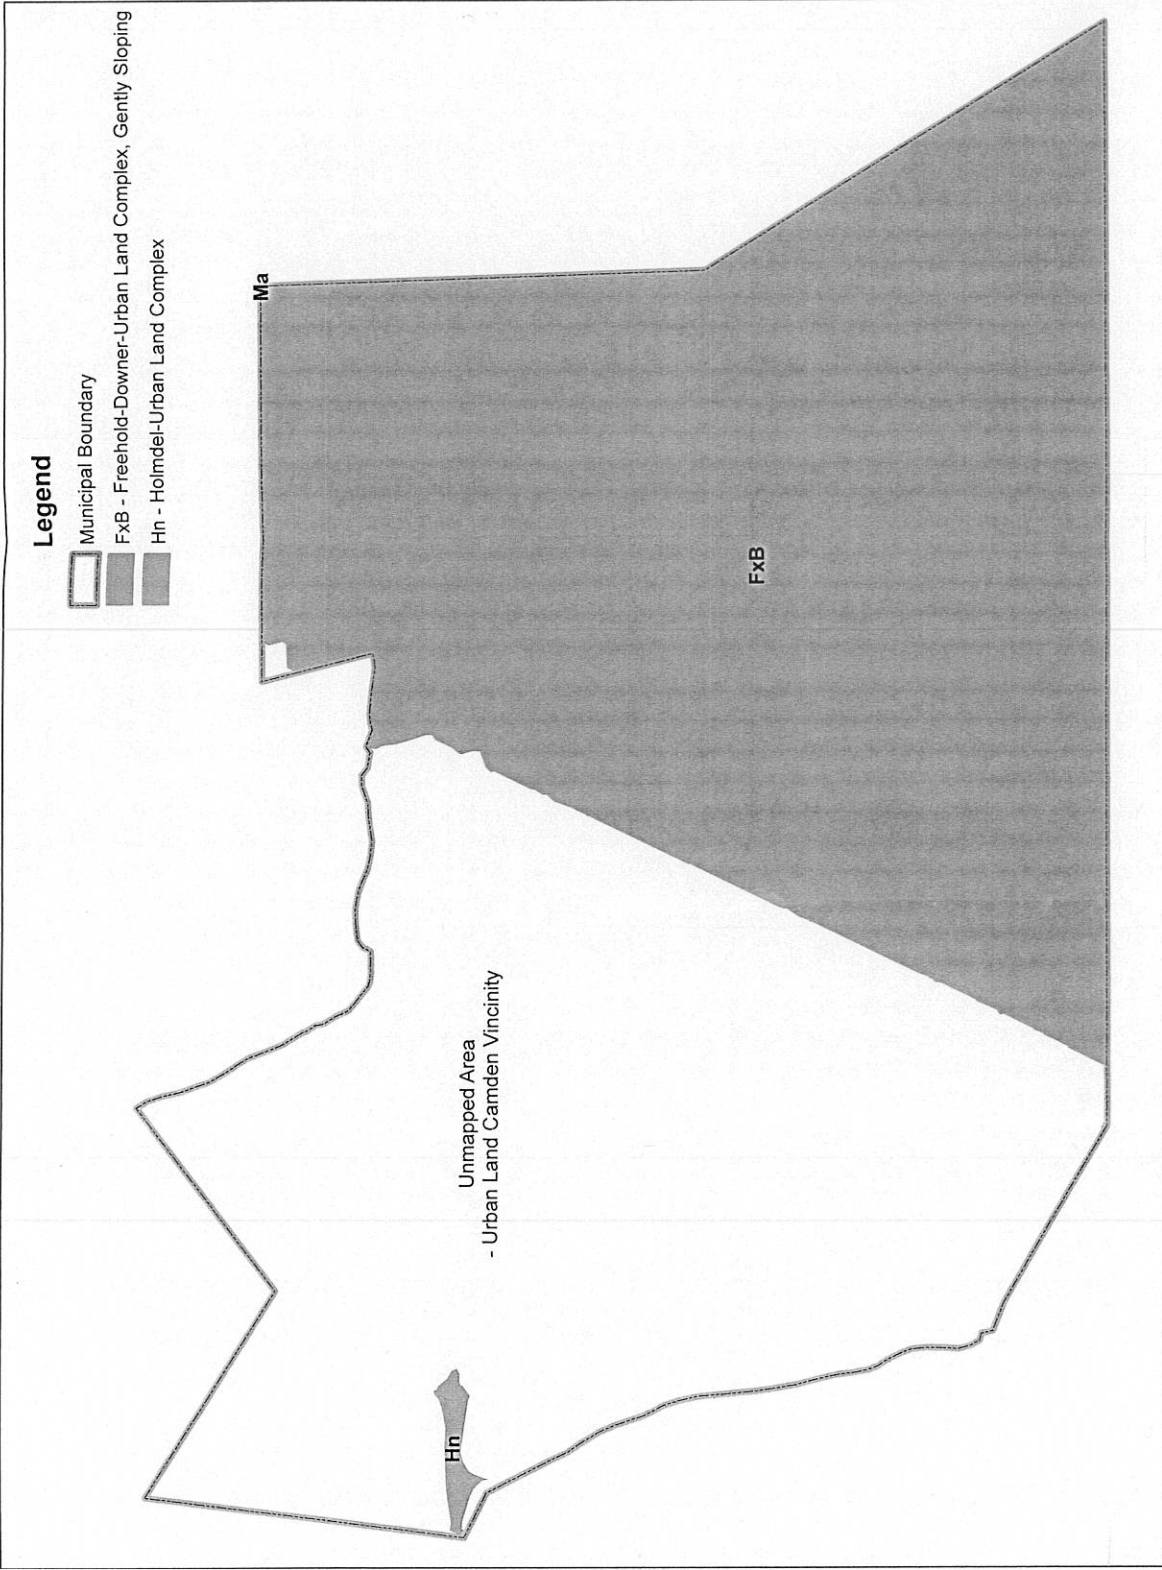 Legend
Municipal Boundary
FxB - Freehold-Downer-Urban Land Complex, Gently Sloping
Hn - Holmdel-Urban Land Complex
Ma
FxB
Unmapped Area
- Urban Land Camden Vincinity
Hn